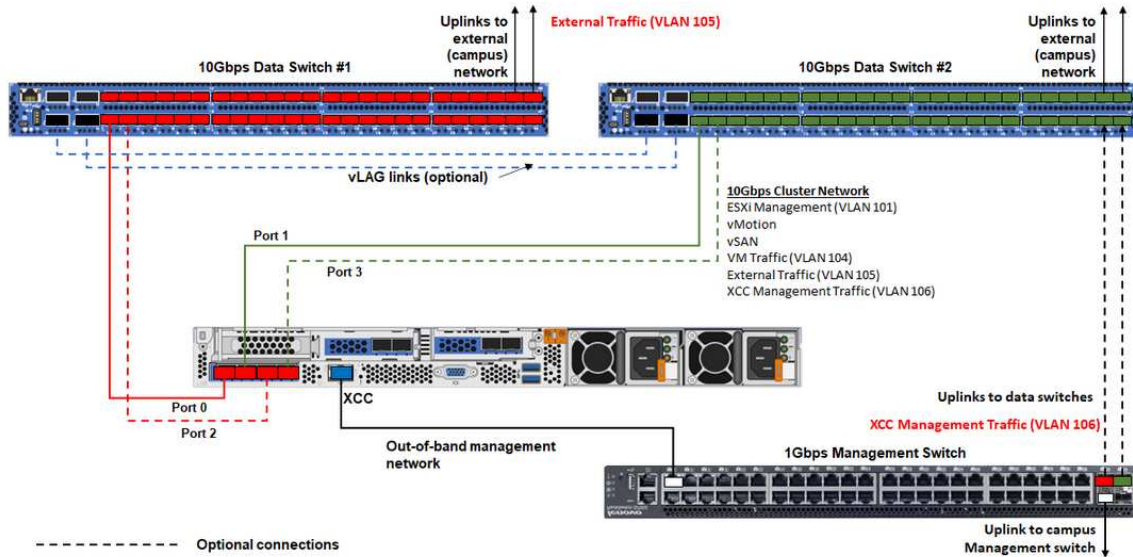 Uplinks to
external
(campus)
network
External Traffic (VLAN 105)
Uplinks to
external
(campus)
network
10Gbps Data Switch #1
10Gbps Data Switch #2
vLAG links (optional)
10Gbps Cluster Network
ESXi Management (VLAN 101)
vMotion
vSAN
VM Traffic (VLAN 104)
External Traffic (VLAN 105)
XCC Management Traffic (VLAN 106)
Port 1
Port 3
XCC
Port 0
Port 2
Uplinks to data switches
XCC Management Traffic (VLAN 106)
Out-of-band management
network
1Gbps Management Switch
Uplink to campus
Management switch
Optional connections